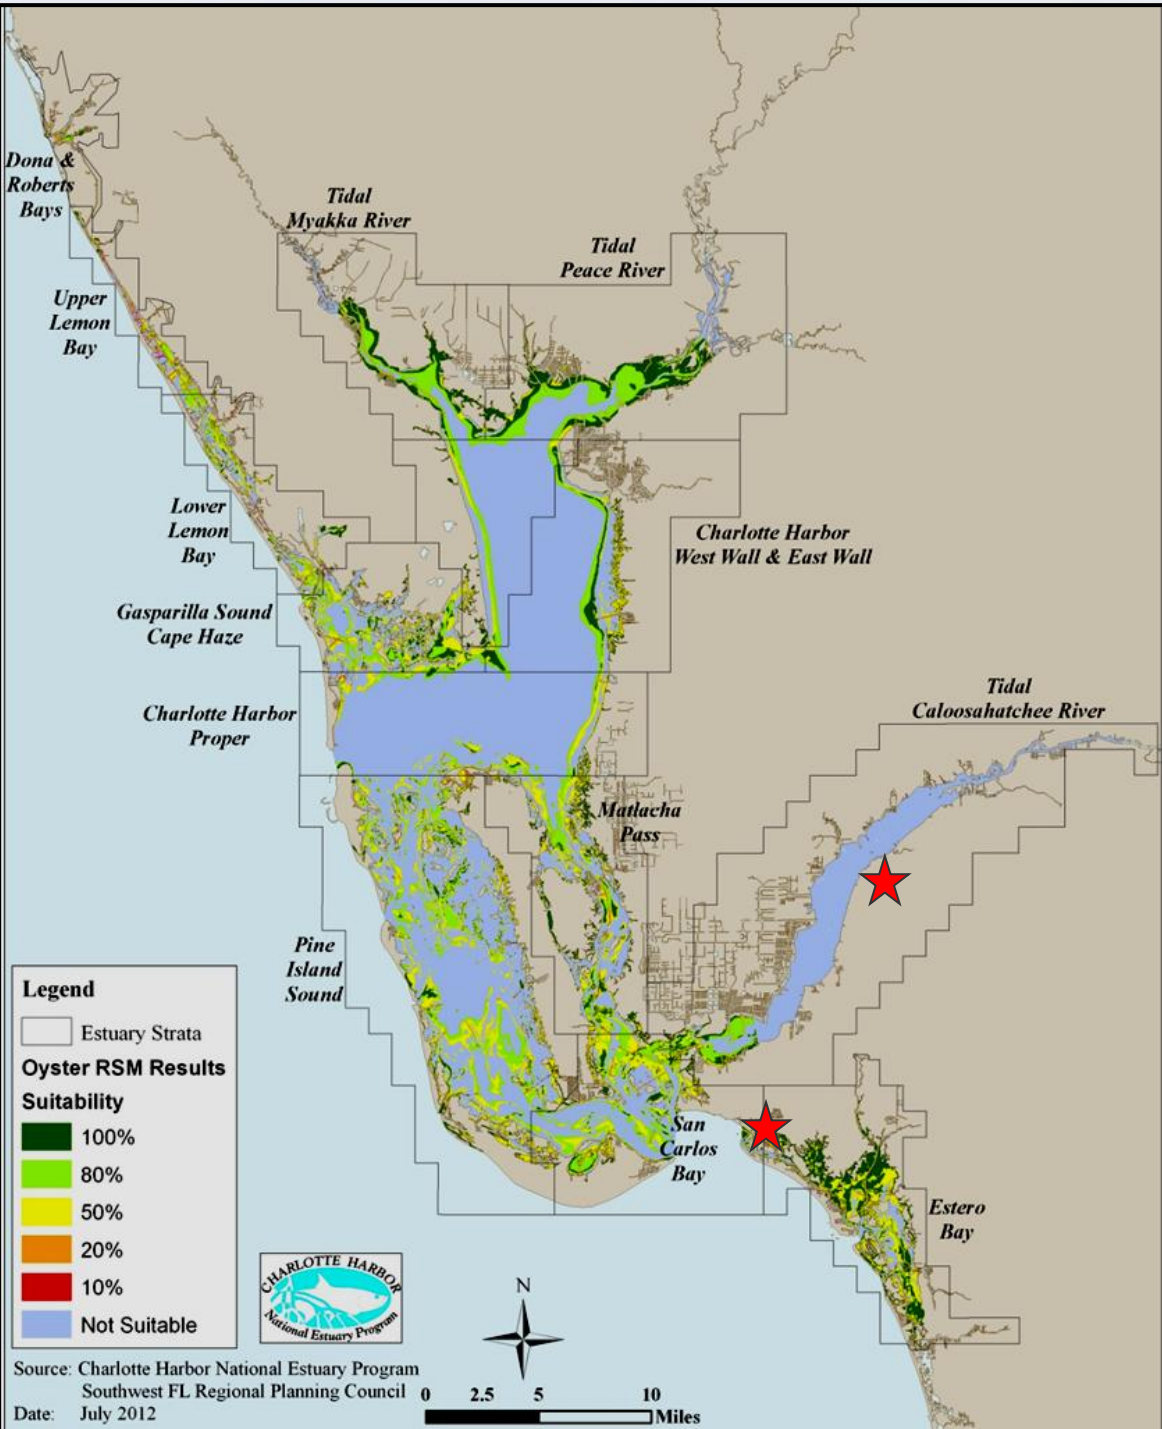 Dona &
Roberts
Bays
Tidal
Myakka River
Tidal
Peace River
Upper
Lemon
Bay
Lower
Lemon
Bay
Charlotte Harbor
West Wall & East Wall
Gasparilla Sound
Cape Haze
Charlotte Harbor
Proper
Tidal
Caloosahatchee River
Matlacha
Pass
Pine
Island
Sound
San
Carlos
Bay
Estero
Bay
Legend
Estuary Strata
Oyster RSM Results
Suitability
100%
80%
50%
20%
10%
Not Suitable
CHARLOTTE HARBOR
National Estuary Program
N
Source: Charlotte Harbor National Estuary Program
Southwest FL Regional Planning Council
Date: July 2012
0 2.5 5 10
Miles